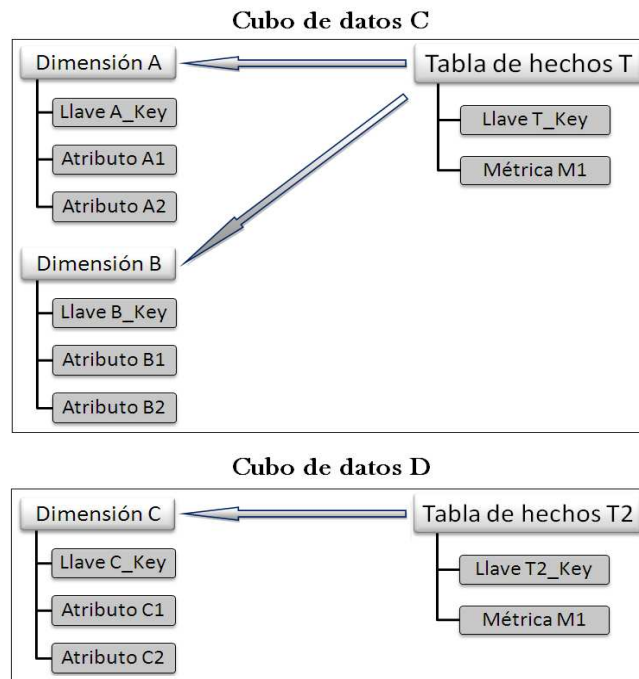 Cubo de datos C
Dimensión A
Tabla de hechos T
Llave A_Key
Llave T_Key
Atributo A1
Métrica M1
Atributo A2
Dimensión B
Llave B_Key
Atributo B1
Atributo B2
Cubo de datos D
Dimensión C
Tabla de hechos T2
Llave C_Key
Llave T2_Key
Atributo C1
Métrica M1
Atributo C2